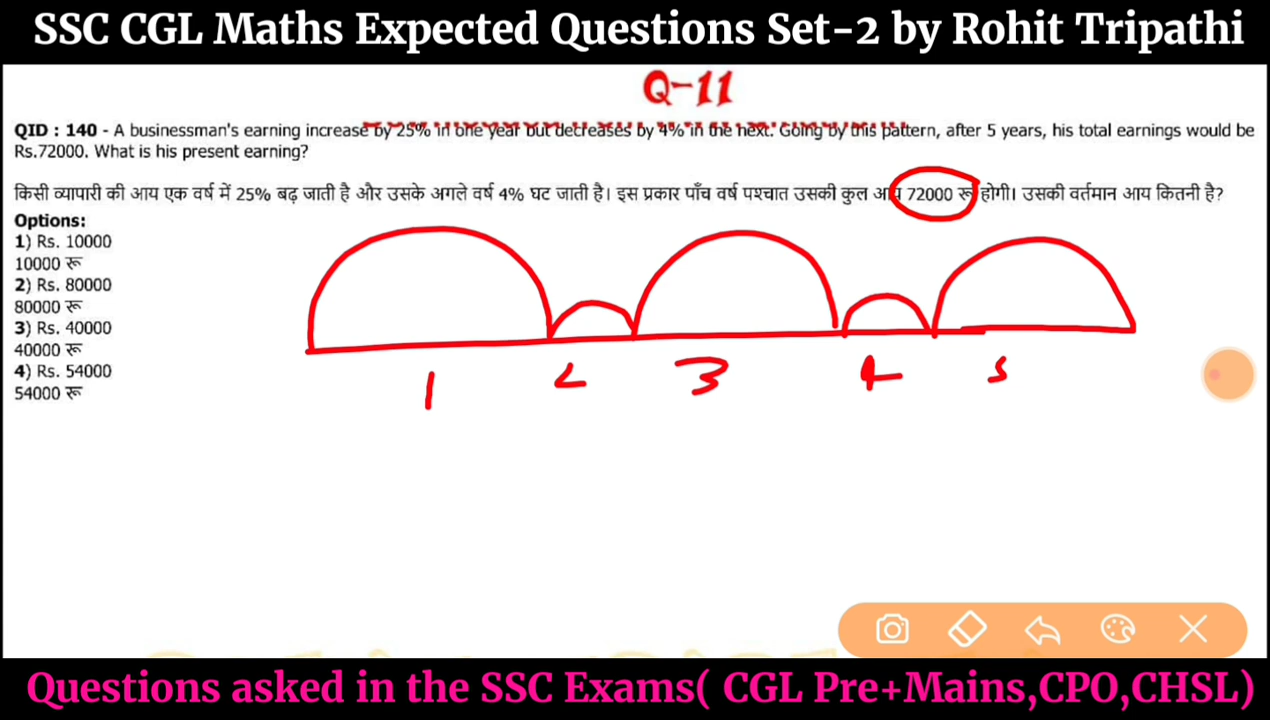 SSC CGL Maths Expected Questions Set-2 by Rohit Tripathi
Q-11
QID : 140 - A businessman's earning increase by 25% in one year but decreases by 4% in the next. Going by this pattern, after 5 years, his total earnings would be
Rs.72000. What is his present earning?
किसी व्यापारी की आय एक वर्ष में 25% बढ़ जाती है और उसके अगले वर्ष 4% घट जाती है। इस प्रकार पाँच वर्ष पश्चात उसकी कुल आय 72000 रू होगी। उसकी वर्तमान आय कितनी है?
Options:
1) Rs. 10000
10000 रू
2) Rs. 80000
80000 रू
3) Rs. 40000
40000 रू
4) Rs. 54000
54000 रू
1 2 3 4 5
Questions asked in the SSC Exams( CGL Pre+Mains,CPO,CHSL)